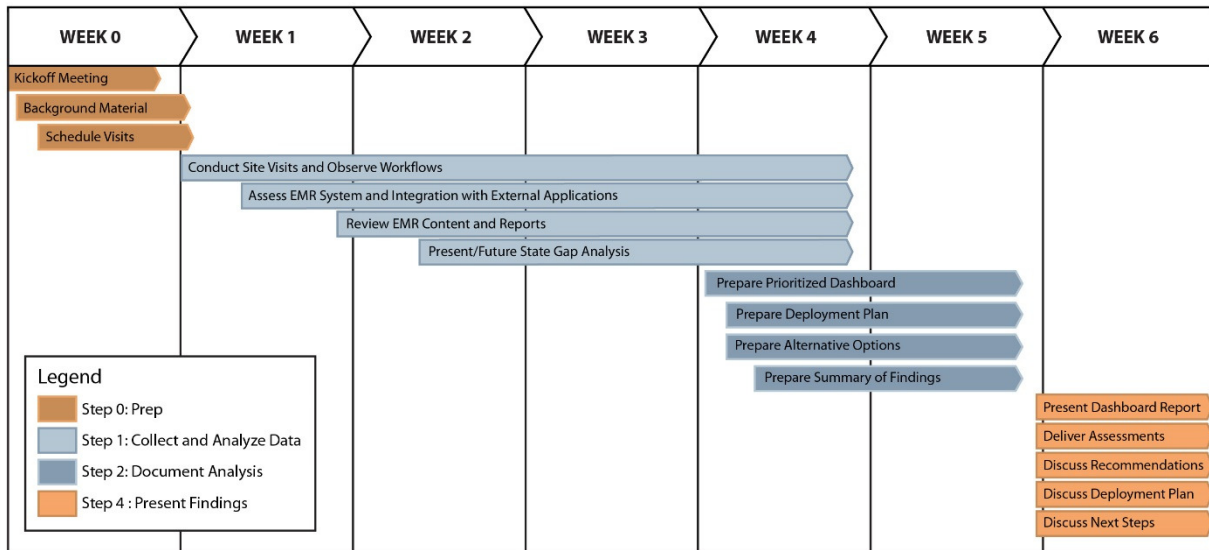 WEEK 0
WEEK 1
WEEK 2
WEEK 3
WEEK 4
WEEK 5
WEEK 6
Kickoff Meeting
Background Material
Schedule Visits
Conduct Site Visits and Observe Workflows
Assess EMR System and Integration with External Applications
Review EMR Content and Reports
Present/Future State Gap Analysis
Prepare Prioritized Dashboard
Prepare Deployment Plan
Prepare Alternative Options
Prepare Summary of Findings
Legend
Step 0: Prep
Step 1: Collect and Analyze Data
Step 2: Document Analysis
Step 4 : Present Findings
Present Dashboard Report
Deliver Assessments
Discuss Recommendations
Discuss Deployment Plan
Discuss Next Steps